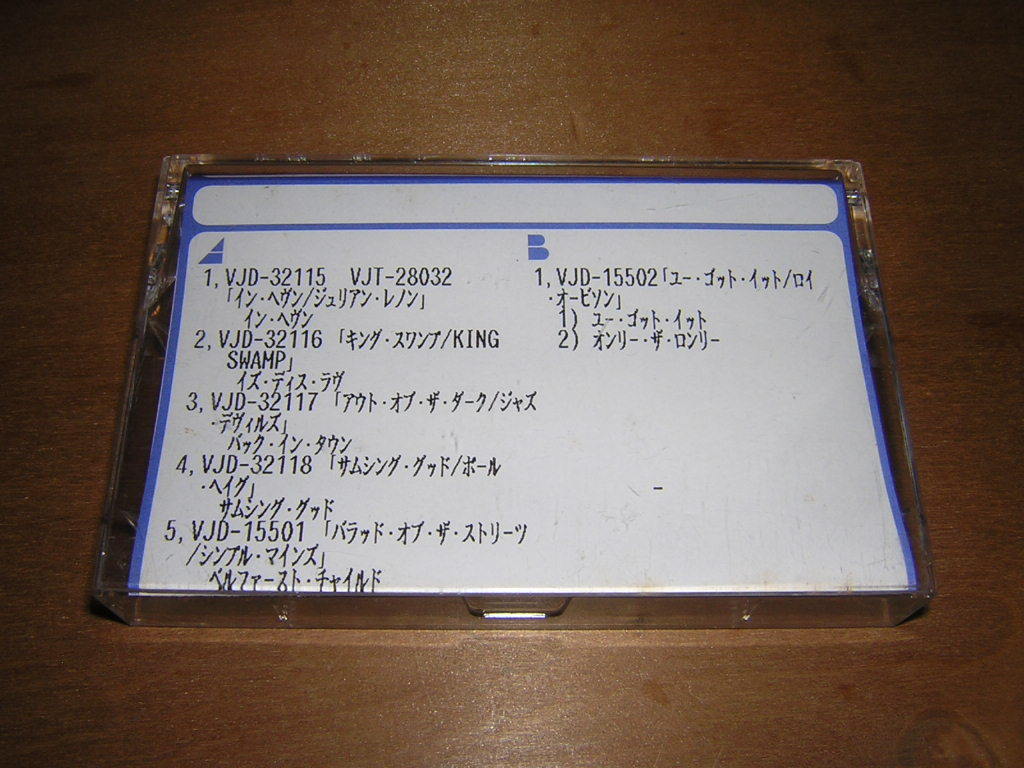 A
1,VJD-32115 VJT-28032
「イン・ヘヴン/ジュリアン・レノン」
イン・ヘヴン
2,VJD-32116 「キング・スワンプ/KING
SWAMP」
イズ・ディス・ラヴ
3,VJD-32117 「アウト・オブ・ザ・ダーク/ジャズ
・デヴィルズ」
バック・イン・タウン
4,VJD-32118 「サムシング・グッド/ポール
・ヘイグ」
サムシング・グッド
5,VJD-15501 「バラッド・オブ・ザ・ストリーツ
/シンプル・マインズ」
ベルファースト・チャイルド
B
1,VJD-15502「ユー・ゴット・イット/ロイ
・オービソン」
1) ユー・ゴット・イット
2) オンリー・ザ・ロンリー
-